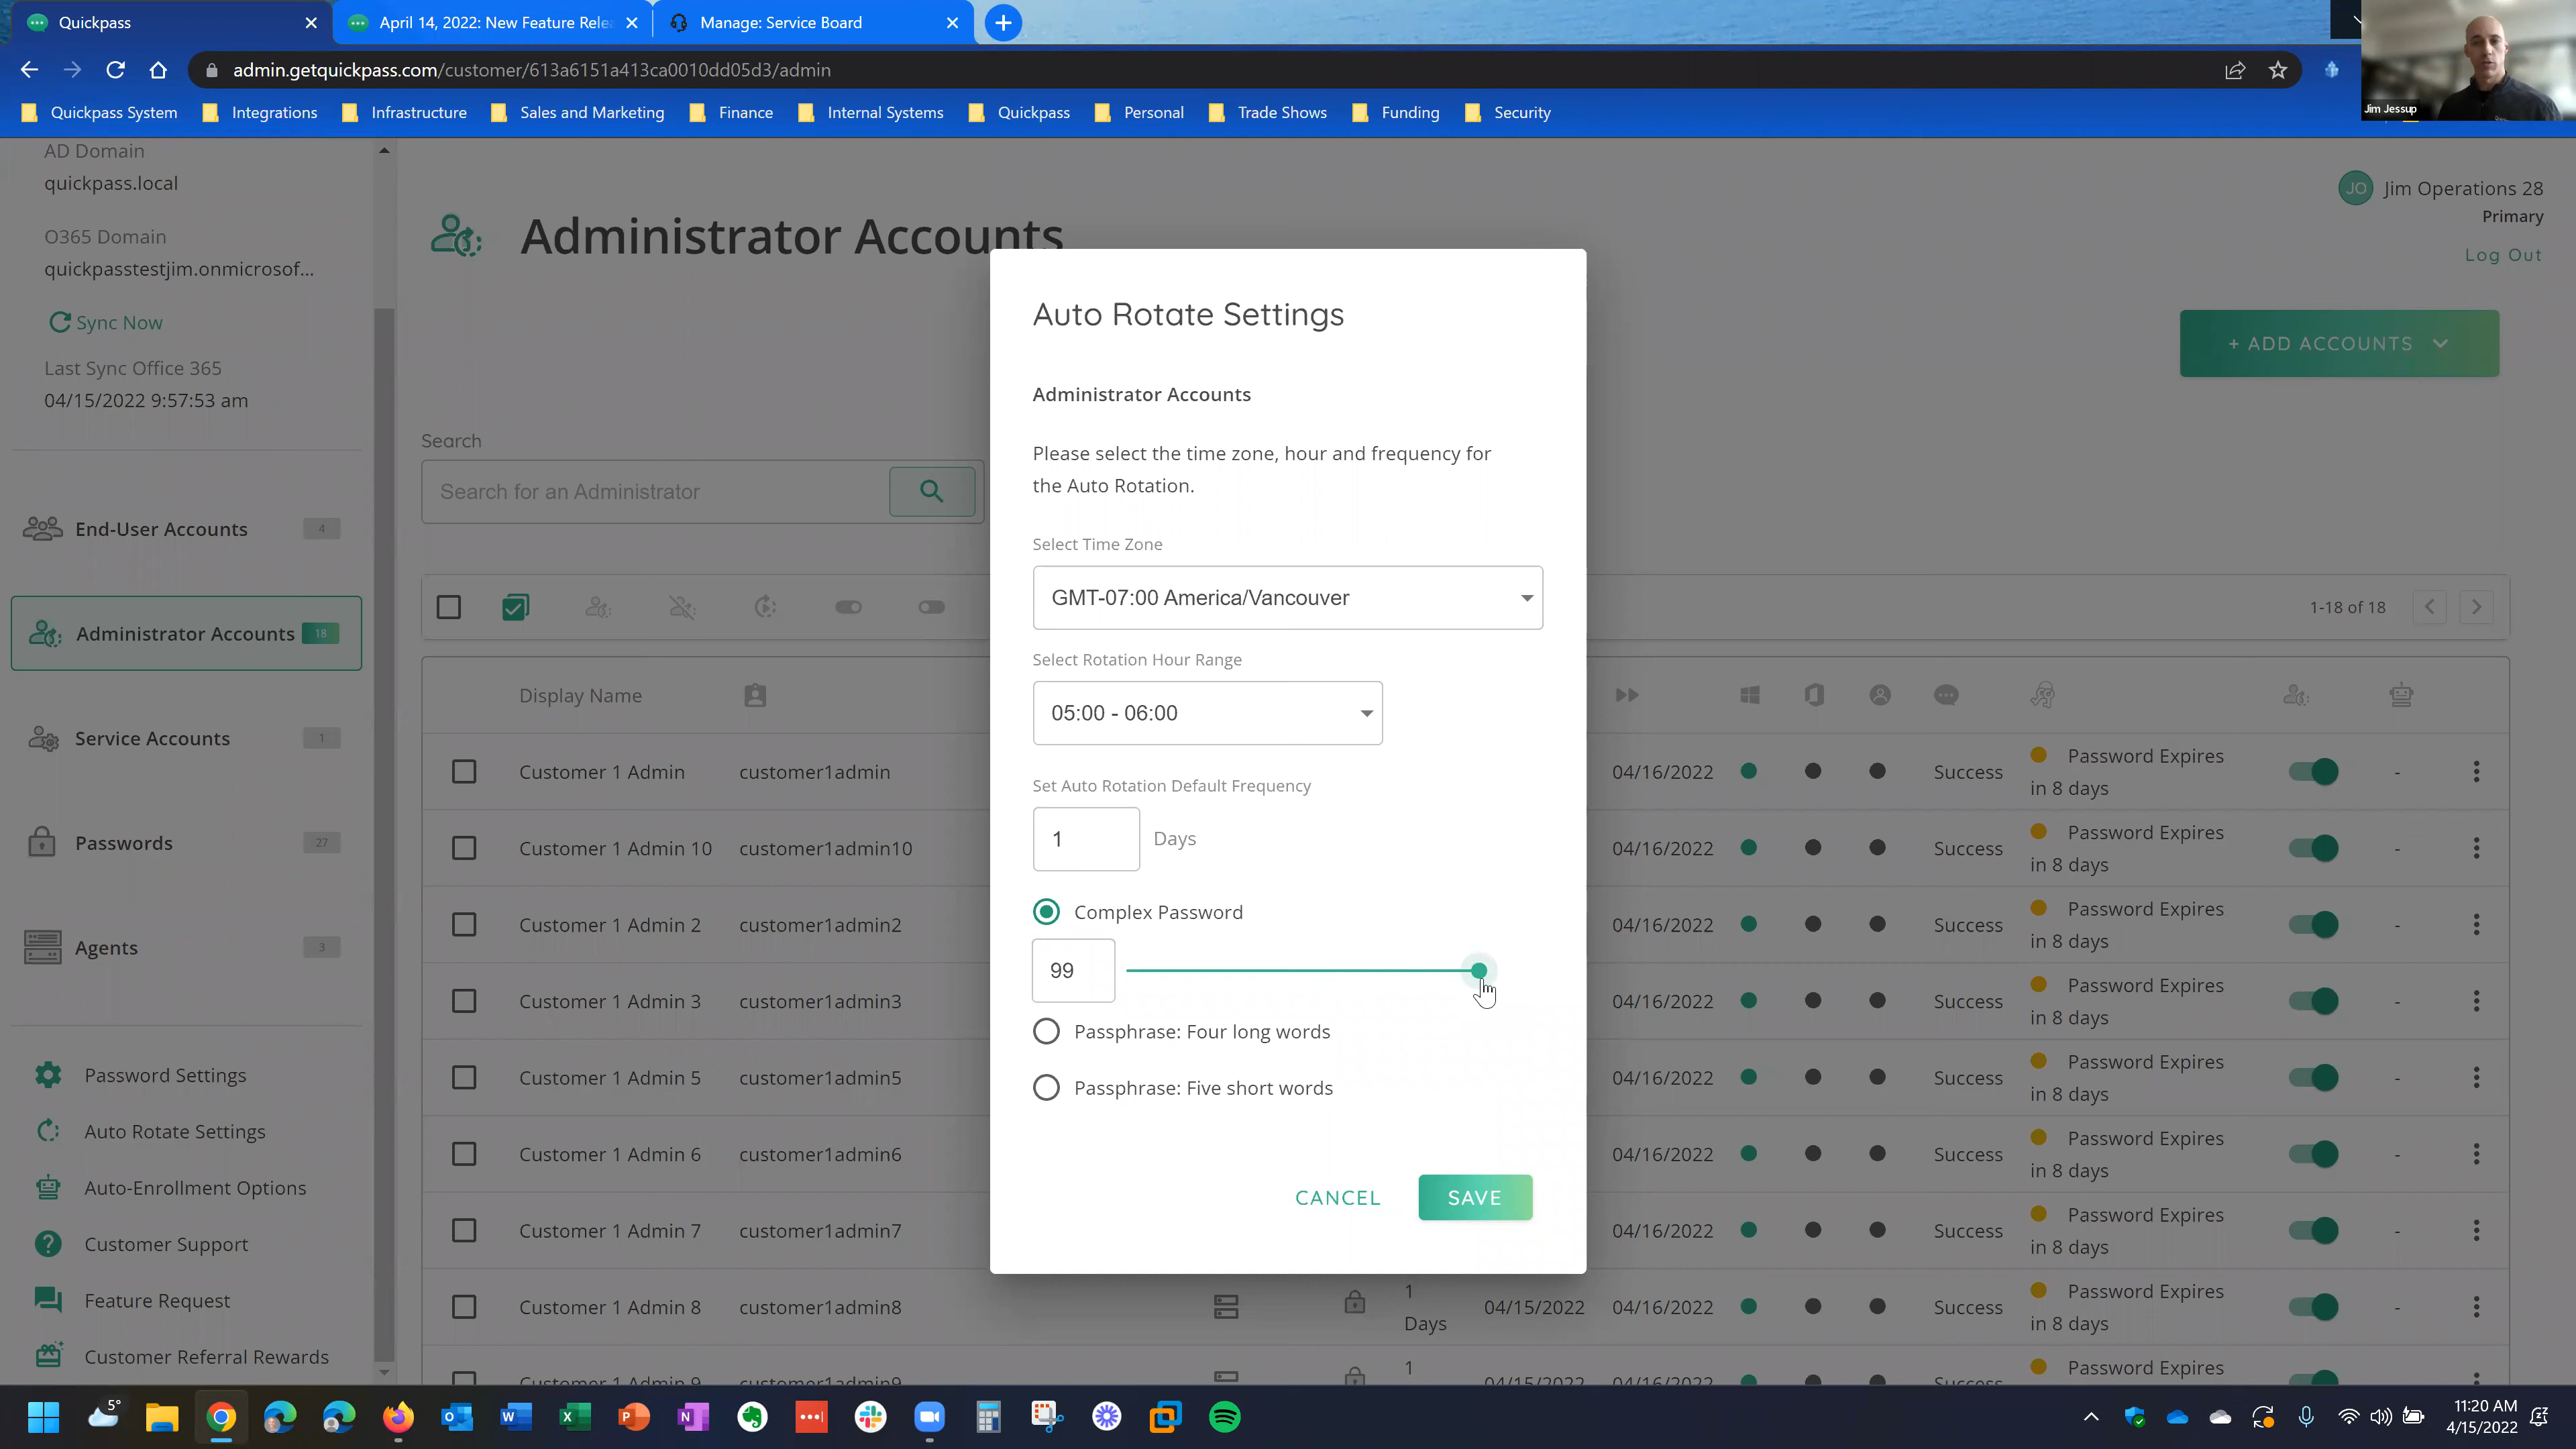 Quickpass
April 14, 2022: New Feature Rele
Manage: Service Board
admin.getquickpass.com/customer/613a6151a413ca0010dd05d3/admin
Quickpass System
Integrations
Infrastructure
Sales and Marketing
Finance
Internal Systems
Quickpass
Personal
Trade Shows
Funding
Security
Jim Jessup
AD Domain
quickpass.local
O365 Domain
quickpasstestjim.onmicrosof...
Sync Now
Last Sync Office 365
04/15/2022 9:57:53 am
End-User Accounts 4
Administrator Accounts 18
Service Accounts 1
Passwords 27
Agents 3
Password Settings
Auto Rotate Settings
Auto-Enrollment Options
Customer Support
Feature Request
Customer Referral Rewards
Administrator Accounts
JO Jim Operations 28
Primary
Log Out
+ ADD ACCOUNTS
Search
Search for an Administrator
1-18 of 18
Display Name
Customer 1 Admin customer1admin 04/16/2022 Success Password Expires
in 8 days -
Customer 1 Admin 10 customer1admin10 04/16/2022 Success Password Expires
in 8 days -
Customer 1 Admin 2 customer1admin2 04/16/2022 Success Password Expires
in 8 days -
Customer 1 Admin 3 customer1admin3 04/16/2022 Success Password Expires
in 8 days -
Customer 1 Admin 5 customer1admin5 04/16/2022 Success Password Expires
in 8 days -
Customer 1 Admin 6 customer1admin6 04/16/2022 Success Password Expires
in 8 days -
Customer 1 Admin 7 customer1admin7 04/16/2022 Success Password Expires
in 8 days -
Customer 1 Admin 8 customer1admin8 1
Days 04/15/2022 04/16/2022 Success Password Expires
in 8 days -
Customer 1 Admin 9 customer1admin9 1 04/15/2022 04/16/2022 Success Password Expires
Auto Rotate Settings
Administrator Accounts
Please select the time zone, hour and frequency for
the Auto Rotation.
Select Time Zone
GMT-07:00 America/Vancouver
Select Rotation Hour Range
05:00 - 06:00
Set Auto Rotation Default Frequency
1 Days
Complex Password
99
Passphrase: Four long words
Passphrase: Five short words
CANCEL
SAVE
5°
11:20 AM
4/15/2022